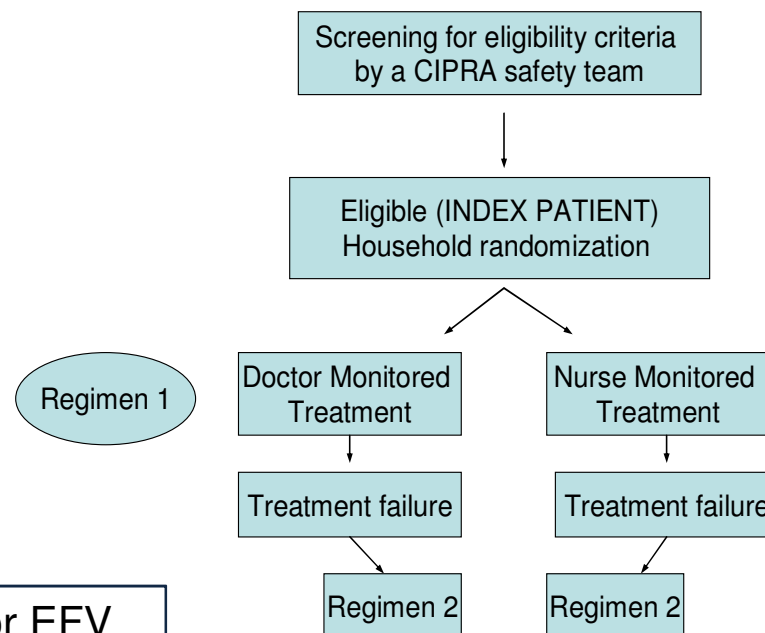 Screening for eligibility criteria
by a CIPRA safety team
Eligible (INDEX PATIENT)
Household randomization
Regimen 1
Doctor Monitored
Treatment
Nurse Monitored
Treatment
Treatment failure
Treatment failure
Regimen 2
Regimen 2
EFV